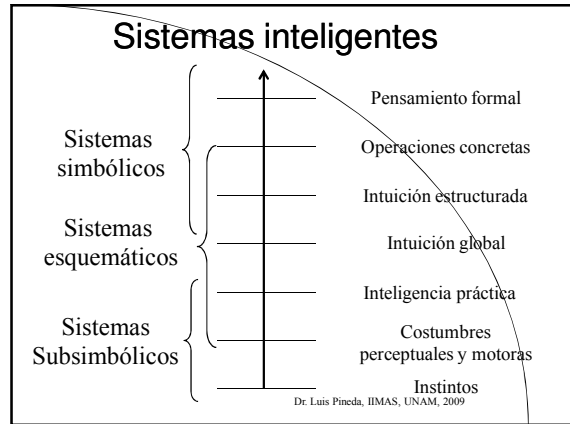 Sistemas inteligentes
Pensamiento formal
Sistemas
simbólicos
Operaciones concretas
Intuición estructurada
Sistemas
esquemáticos
Intuición global
Inteligencia práctica
Sistemas
Subsimbólicos
Costumbres
perceptuales y motoras
Instintos
Dr. Luis Pineda, IIMAS, UNAM, 2009